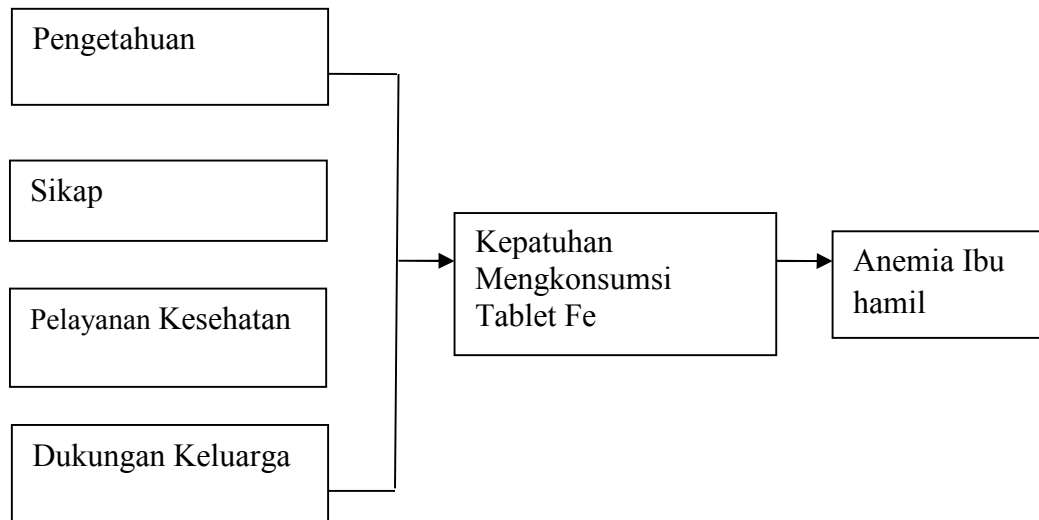 Pengetahuan
Sikap
Pelayanan Kesehatan
Dukungan Keluarga
Kepatuhan
Mengkonsumsi
Tablet Fe
Anemia Ibu
hamil